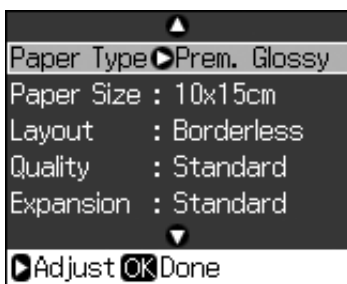 Paper Type Prem. Glossy
Paper Size : 10x15cm
Layout : Borderless
Quality : Standard
Expansion : Standard
Adjust OK Done